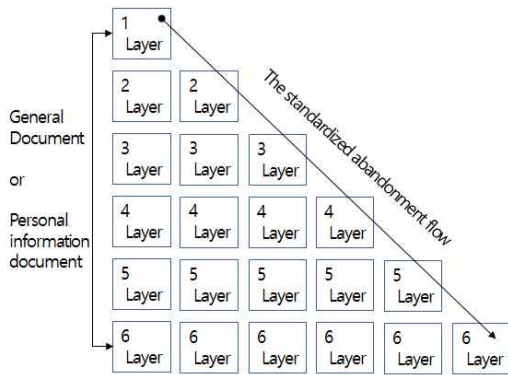 1
Layer
2 2
Layer Layer
3 3 3
Layer Layer Layer
4 4 4 4
Layer Layer Layer Layer
5 5 5 5 5
Layer Layer Layer Layer Layer
6 6 6 6 6 6
Layer Layer Layer Layer Layer Layer
General
Document
or
Personal
information
document
The standardized abandonment flow